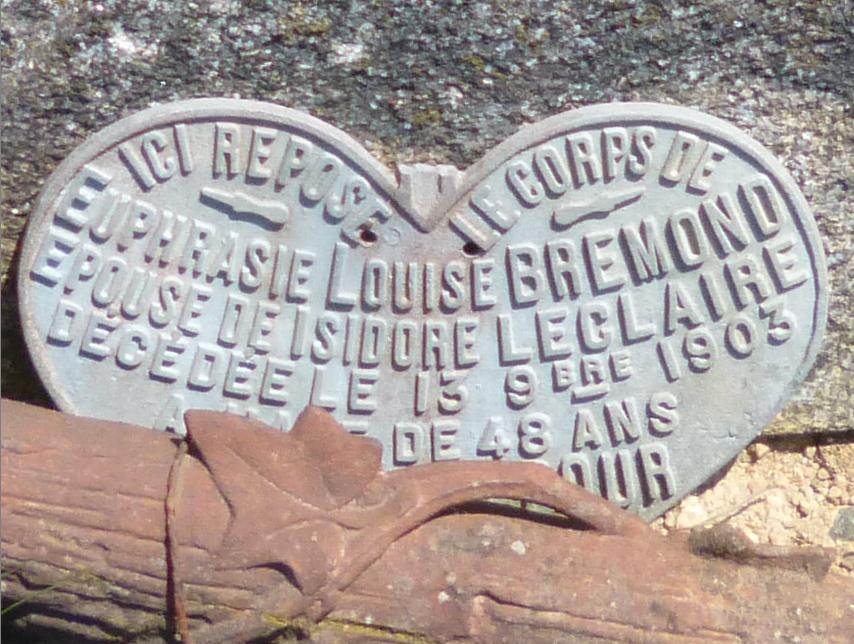 ICI REPOSE LE CORPS DE
EUPHRASIE LOUISE BREMOND
ÉPOUSE DE ISIDORE LECLAIRE
DÉCÉDÉE LE 13 9BRE 1903
A DE 48 ANS